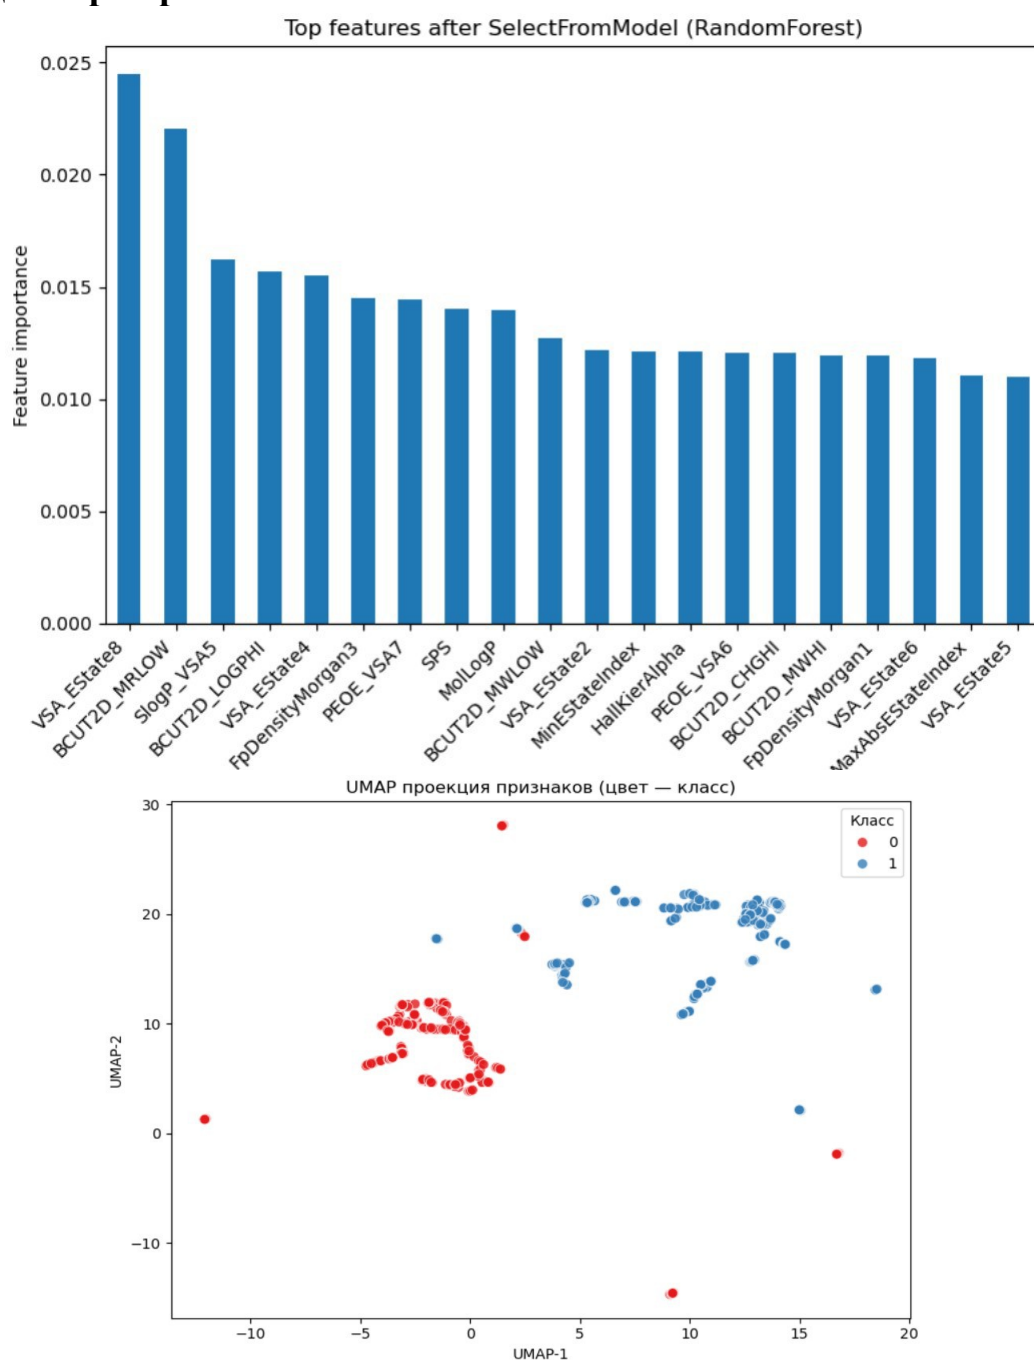 Top features after SelectFromModel (RandomForest)
Feature importance
0.025
0.020
0.015
0.010
0.005
0.000
VSA_EState8
BCUT2D_MRLOW
SlogP_VSA5
BCUT2D_LOGPHI
VSA_EState4
FpDensityMorgan3
PEOE_VSA7
SPS
MolLogP
BCUT2D_MWLOW
VSA_EState2
MinEStateIndex
HallKierAlpha
PEOE_VSA6
BCUT2D_CHGHI
BCUT2D_MWHI
FpDensityMorgan1
VSA_EState6
MaxAbsEStateIndex
VSA_EState5
UMAP проекция признаков (цвет — класс)
Класс
0
1
UMAP-2
30
20
10
0
−10
−10
−5
0
5
10
15
20
UMAP-1